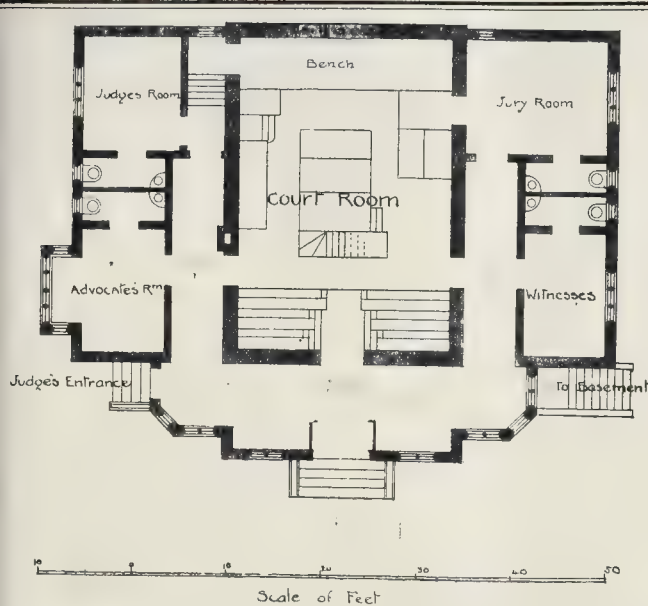 Bench
Judges Room
Jury Room
Court Room
Advocate's Rm
Witnesses
Judge's Entrance
To Basement
10 0 10 20 30 40 50
Scale of Feet